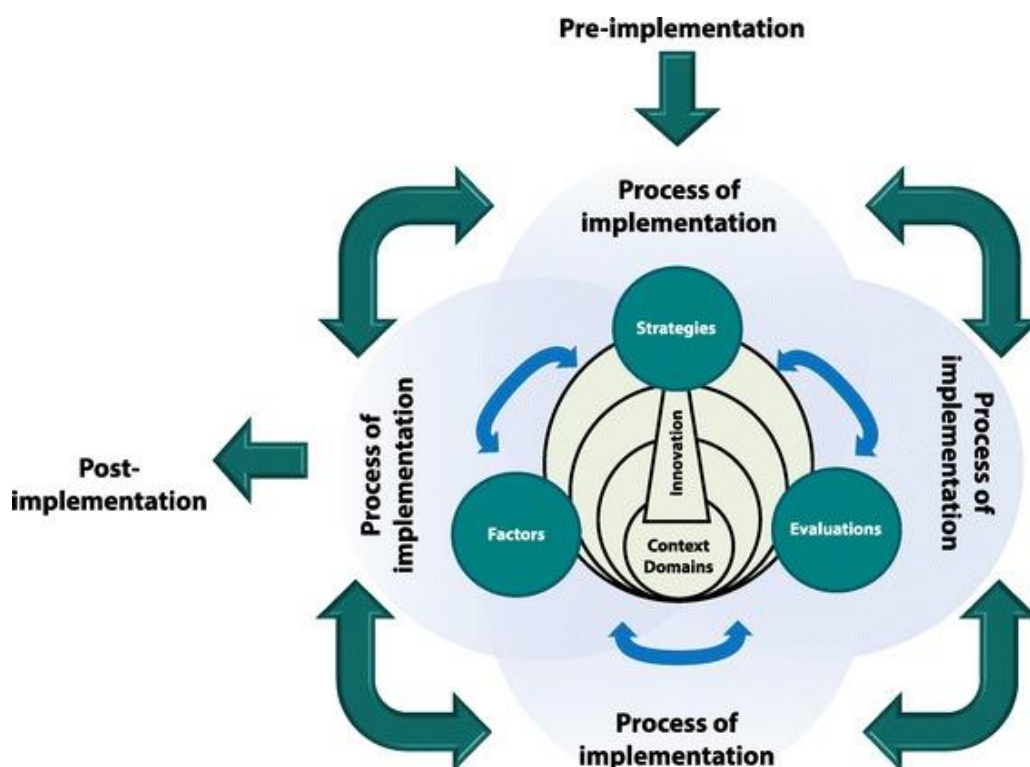 Pre-implementation
Process of
implementation
Strategies
Innovation
Process of
implementation
Process of
implementation
Post-
implementation
Factors
Evaluations
Context
Domains
Process of
implementation